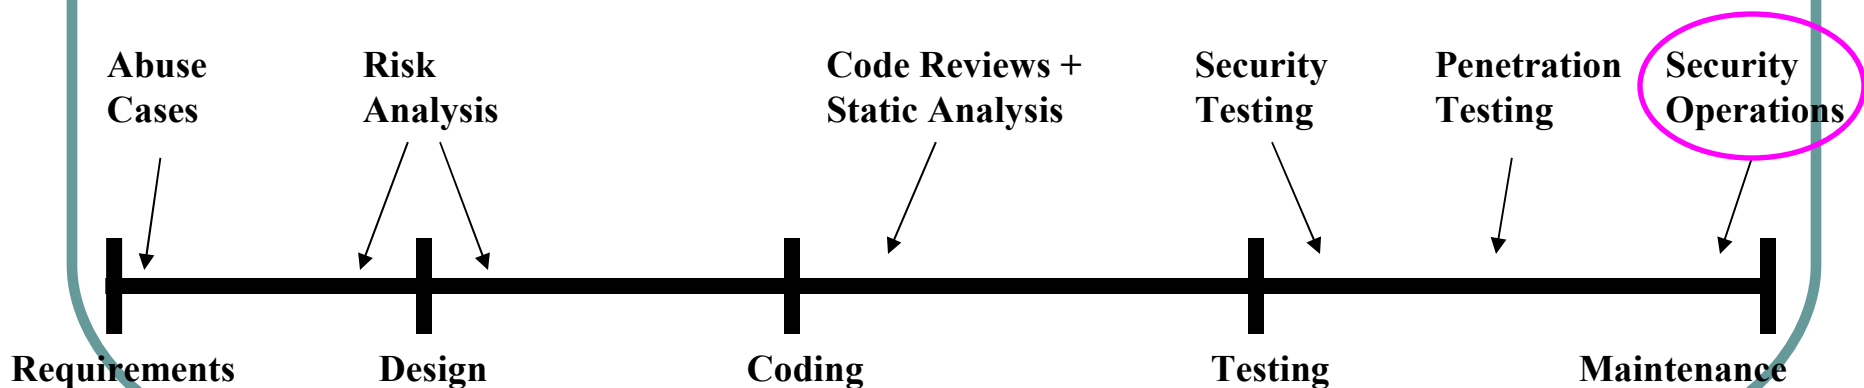 Abuse
Cases
Risk
Analysis
Code Reviews +
Static Analysis
Security
Testing
Penetration
Testing
Security
Operations
Requirements
Design
Coding
Testing
Maintenance